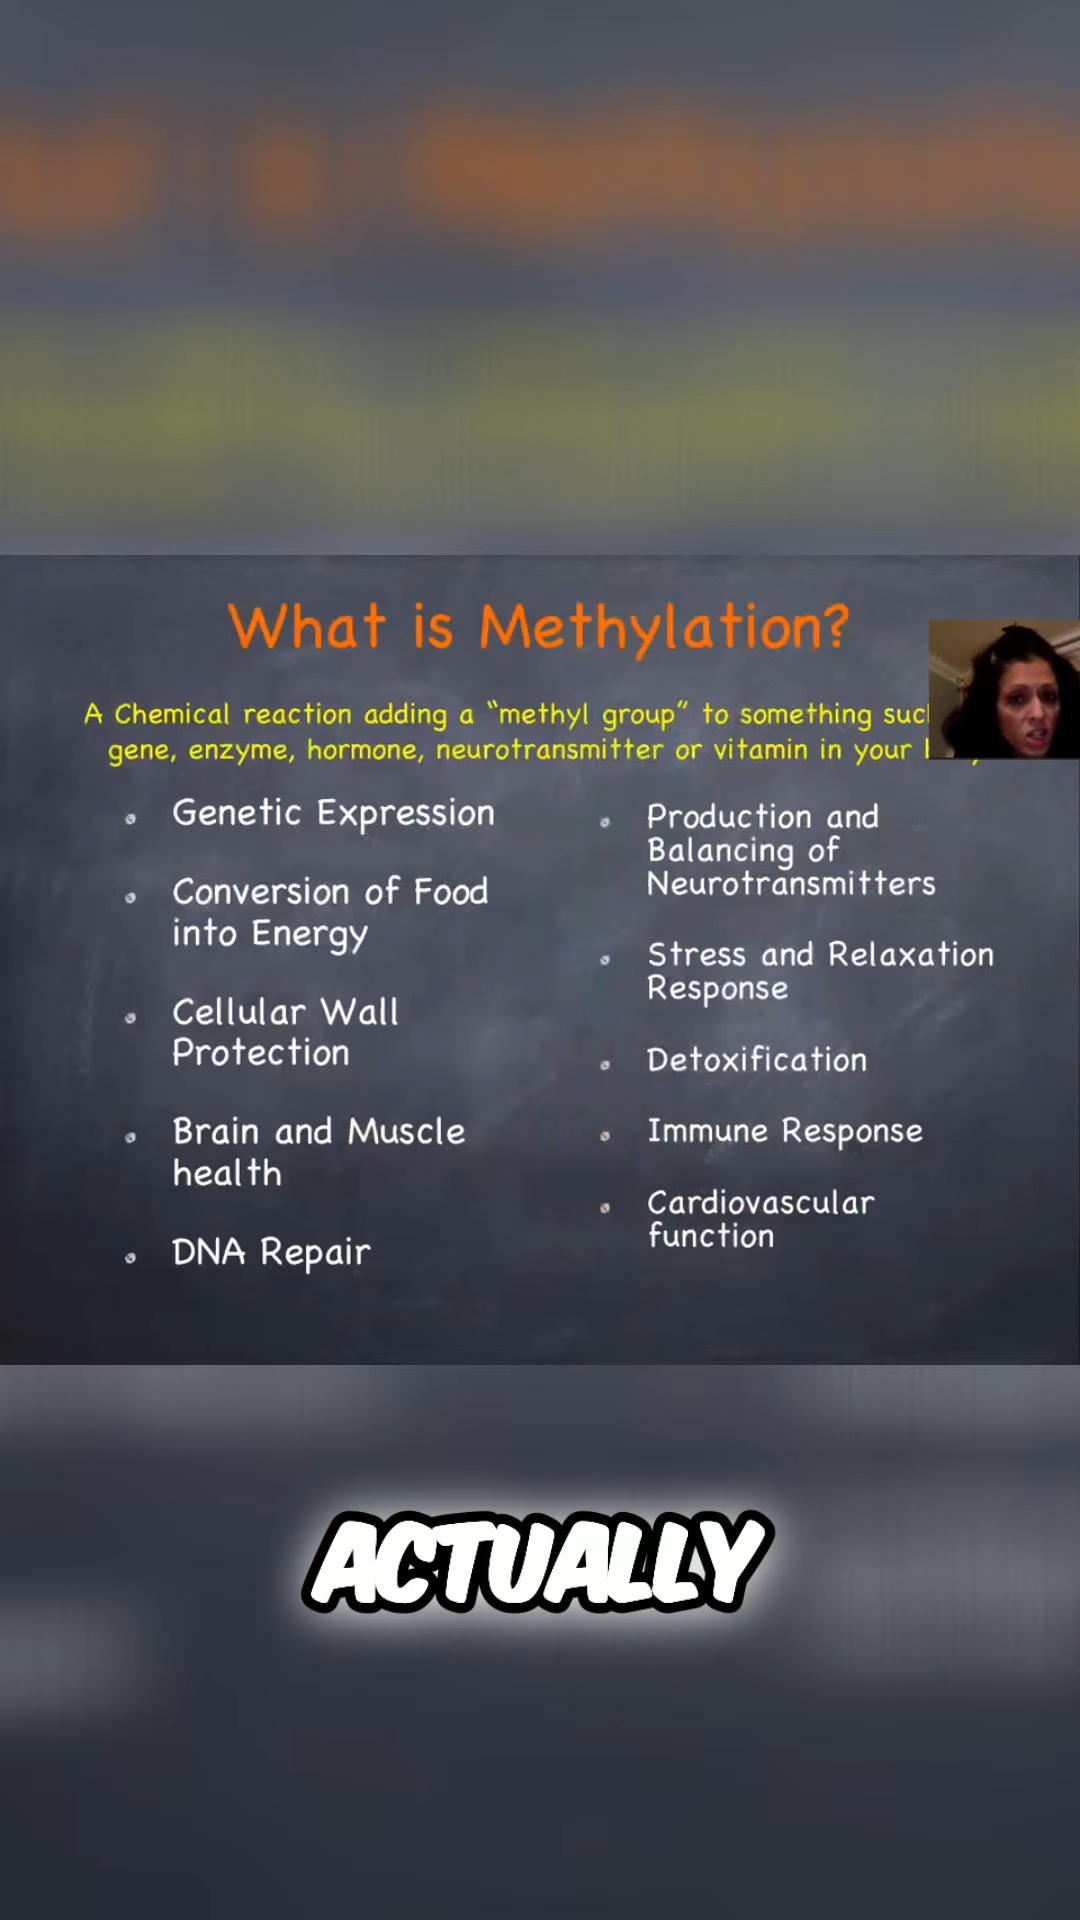 What is Methylation?
A Chemical reaction adding a “methyl group” to something
gene, enzyme, hormone, neurotransmitter or vitamin in your
Genetic Expression
Conversion of Food
into Energy
Cellular Wall
Protection
Brain and Muscle
health
DNA Repair
Production and
Balancing of
Neurotransmitters
Stress and Relaxation
Response
Detoxification
Immune Response
Cardiovascular
function
ACTUALLY